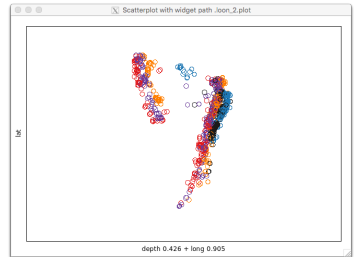 Scatterplot with widget path .loon_2.plot
lat
depth 0.426 + long 0.905